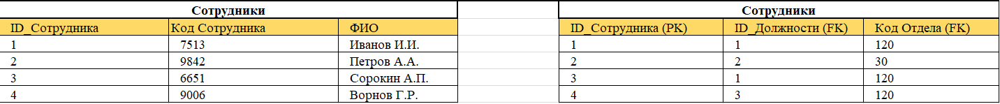 Сотрудники Сотрудники
ID_Сотрудника Код Сотрудника ФИО ID_Сотрудника (PK) ID_Должности (FK) Код Отдела (FK)
1 7513 Иванов И.И. 1 1 120
2 9842 Петров А.А. 2 2 30
3 6651 Сорокин А.П. 3 1 120
4 9006 Ворнов Г.Р. 4 3 120